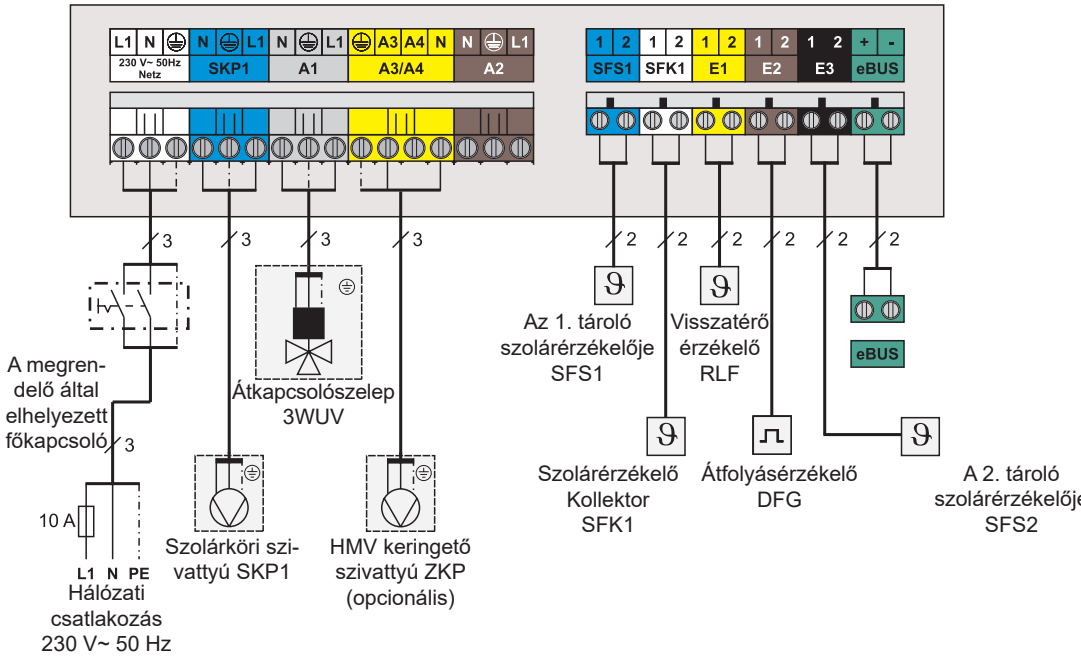 L1 N N L1 N L1 A3 A4 N N L1
230 V~ 50Hz
Netz
SKP1 A1 A3/A4 A2
1 2 1 2 1 2 1 2 1 2 + -
SFS1 SFK1 E1 E2 E3 eBUS
3 3 3 3 2 2 2 2 2 2
ϑ ϑ
Az 1. tároló
szolárérzékelője
SFS1
Visszatérő
érzékelő
RLF
eBUS
A megren-
delő által
elhelyezett
főkapcsoló
3
Átkapcsolószelep
3WUV
ϑ ϑ
Szolárérzékelő
Kollektor
SFK1
Átfolyásérzékelő
DFG
A 2. tároló
szolárérzékelője
SFS2
10 A
L1 N PE
Hálózati
csatlakozás
230 V~ 50 Hz
Szolárköri szi-
vattyú SKP1
HMV keringető
szivattyú ZKP
(opcionális)